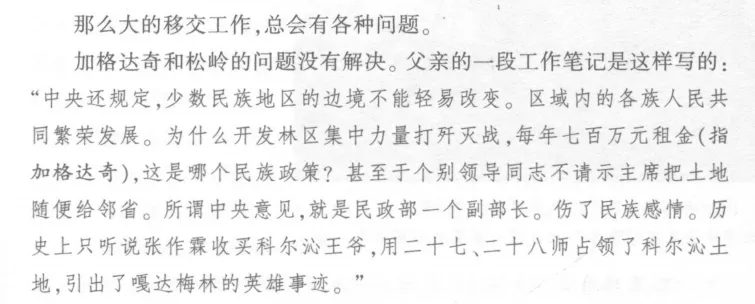 那么大的移交工作,总会有各种问题。
加格达奇和松岭的问题没有解决。父亲的一段工作笔记是这样写的:
“中央还规定,少数民族地区的边境不能轻易改变。区域内的各族人民共
同繁荣发展。为什么开发林区集中力量打歼灭战,每年七百万元租金(指
加格达奇),这是哪个民族政策? 甚至于个别领导同志不请示主席把土地
随便给邻省。所谓中央意见,就是民政部一个副部长。伤了民族感情。历
史上只听说张作霖收买科尔沁王爷,用二十七、二十八师占领了科尔沁土
地,引出了嘎达梅林的英雄事迹。”